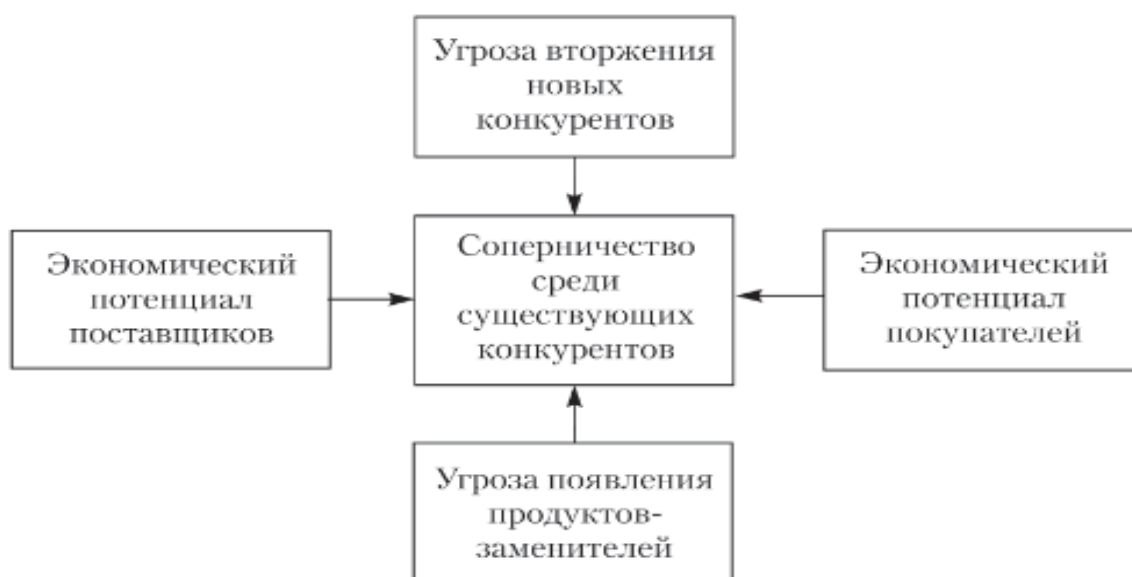 Угроза вторжения
новых
конкурентов
Экономический
потенциал
поставщиков
Соперничество
среди
существующих
конкурентов
Экономический
потенциал
покупателей
Угроза появления
продуктов-
заменителей